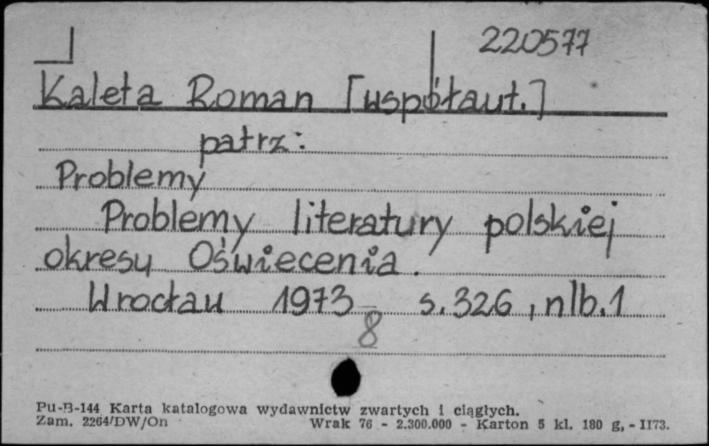 220577
Kaleta Roman [współaut.]
patrz:
Problemy
Problemy literatury polskiej
okresu Oświecenia.
Wrocław 1973 s. 326, nlb. 1
8
Pu-B-144 Karta katalogowa wydawnictw zwartych i ciągłych.
Zam. 2264/DW/On Wrak 76 - 2.300.000 - Karton 5 kl. 180 g, - II73.